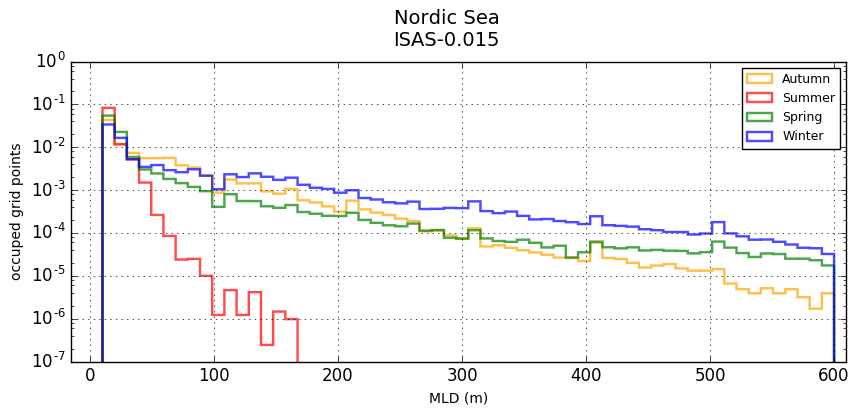 Nordic Sea
ISAS-0.015
10^0
10^-1
10^-2
10^-3
10^-4
10^-5
10^-6
10^-7
occuped grid points
Autumn
Summer
Spring
Winter
0 100 200 300 400 500 600
MLD (m)